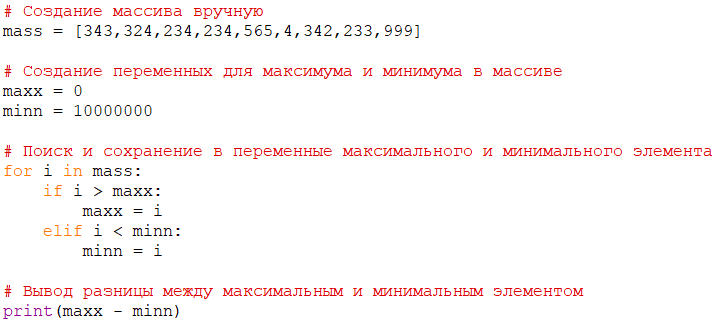 # Создание массива вручную
mass = [343,324,234,234,565,4,342,233,999]

# Создание переменных для максимума и минимума в массиве
maxx = 0
minn = 10000000

# Поиск и сохранение в переменные максимального и минимального элемента
for i in mass:
    if i > maxx:
        maxx = i
    elif i < minn:
        minn = i

# Вывод разницы между максимальным и минимальным элементом
print(maxx - minn)